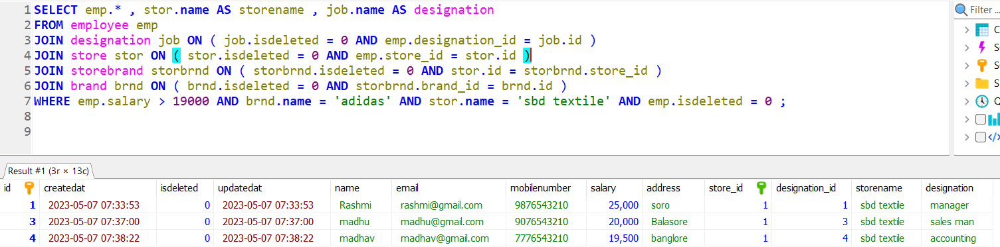 1 SELECT emp.* , stor.name AS storename , job.name AS designation
2 FROM employee emp
3 JOIN designation job ON ( job.isdeleted = 0 AND emp.designation_id = job.id )
4 JOIN store stor ON ( stor.isdeleted = 0 AND emp.store_id = stor.id )
5 JOIN storebrand storbrnd ON ( storbrnd.isdeleted = 0 AND stor.id = storbrnd.store_id )
6 JOIN brand brnd ON ( brnd.isdeleted = 0 AND storbrnd.brand_id = brnd.id )
7 WHERE emp.salary > 19000 AND brnd.name = 'adidas' AND stor.name = 'sbd textile' AND emp.isdeleted = 0 ;
8
9
Filter ...
C
S
S
S
Q
Result #1 (3r × 13c)
id createdat isdeleted updatedat name email mobilenumber salary address store_id designation_id storename designation
1 2023-05-07 07:33:53 0 2023-05-07 07:33:53 Rashmi rashmi@gmail.com 9876543210 25,000 soro 1 1 sbd textile manager
3 2023-05-07 07:37:00 0 2023-05-07 07:37:00 madhu madhu@gmail.com 9076543210 20,000 Balasore 1 3 sbd textile sales man
4 2023-05-07 07:38:22 0 2023-05-07 07:38:22 madhav madhav@gmail.com 7776543210 19,500 banglore 1 4 sbd textile accounting